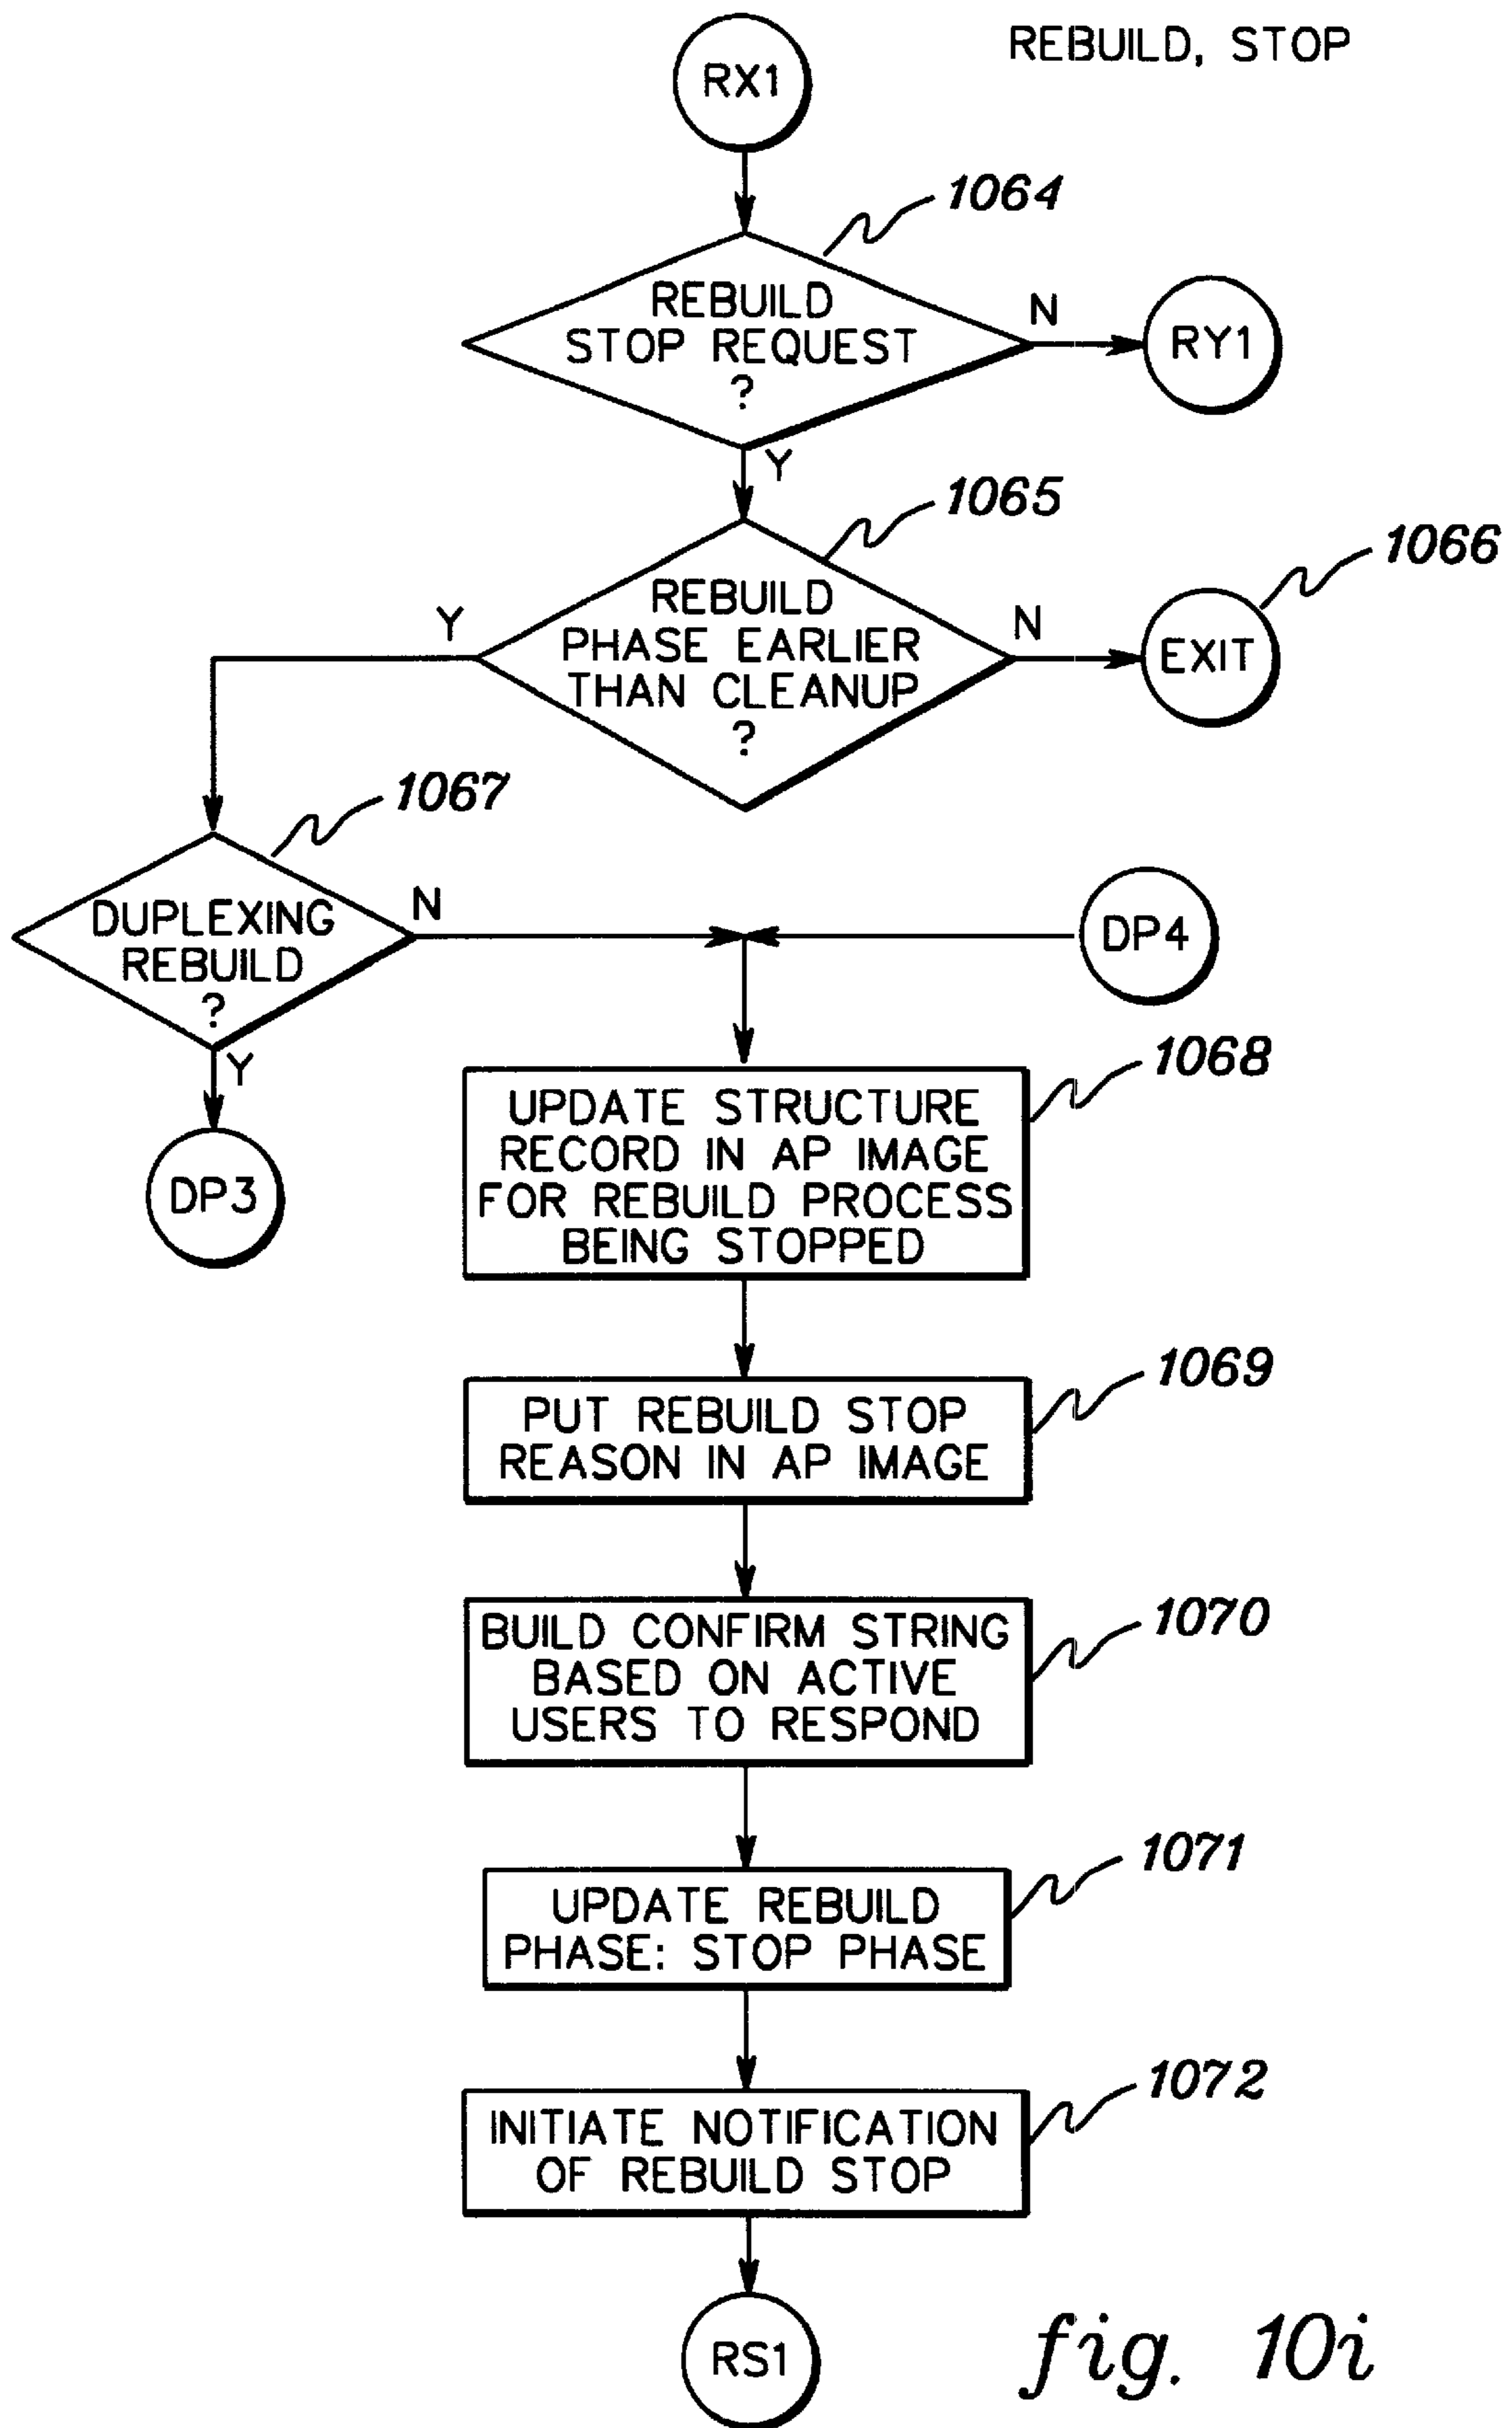 REBUILD, STOP
RX1
1064
REBUILD
STOP REQUEST
?
N
RY1
Y
1065
1066
REBUILD
PHASE EARLIER
THAN CLEANUP
?
Y
N
EXIT
1067
DUPLEXING
REBUILD
?
N
DP4
Y
DP3
1068
UPDATE STRUCTURE
RECORD IN AP IMAGE
FOR REBUILD PROCESS
BEING STOPPED
1069
PUT REBUILD STOP
REASON IN AP IMAGE
1070
BUILD CONFIRM STRING
BASED ON ACTIVE
USERS TO RESPOND
1071
UPDATE REBUILD
PHASE: STOP PHASE
1072
INITIATE NOTIFICATION
OF REBUILD STOP
RS1
fig. 10i